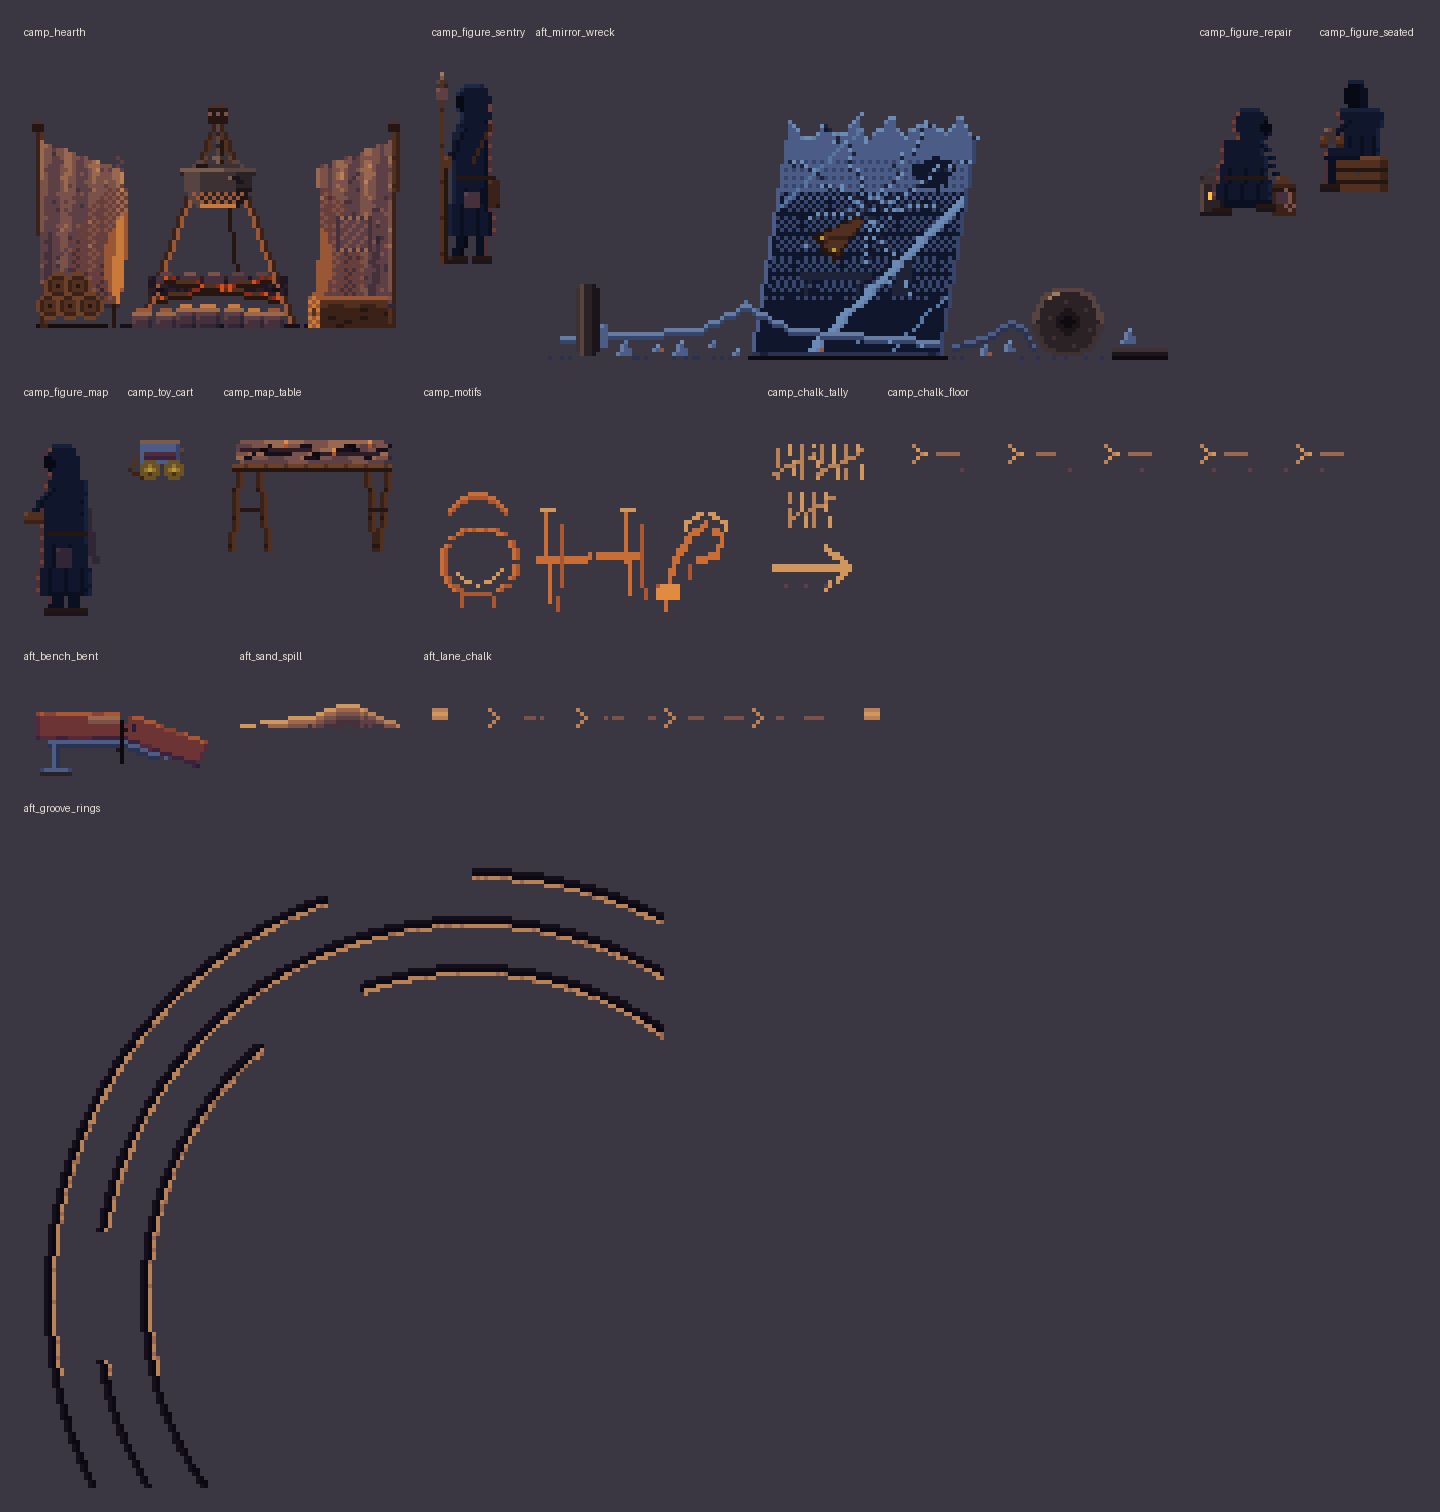 camp_hearth
camp_figure_sentry
aft_mirror_wreck
camp_figure_repair
camp_figure_seated
camp_figure_map
camp_toy_cart
camp_map_table
camp_motifs
camp_chalk_tally
camp_chalk_floor
aft_bench_bent
aft_sand_spill
aft_lane_chalk
aft_groove_rings